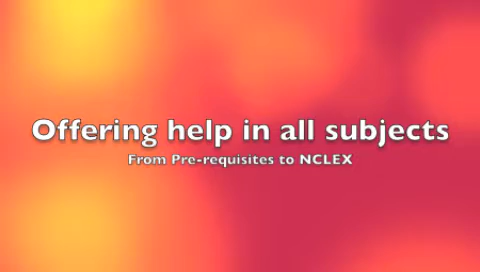 Offering help in all subjects
From Pre-requisites to NCLEX